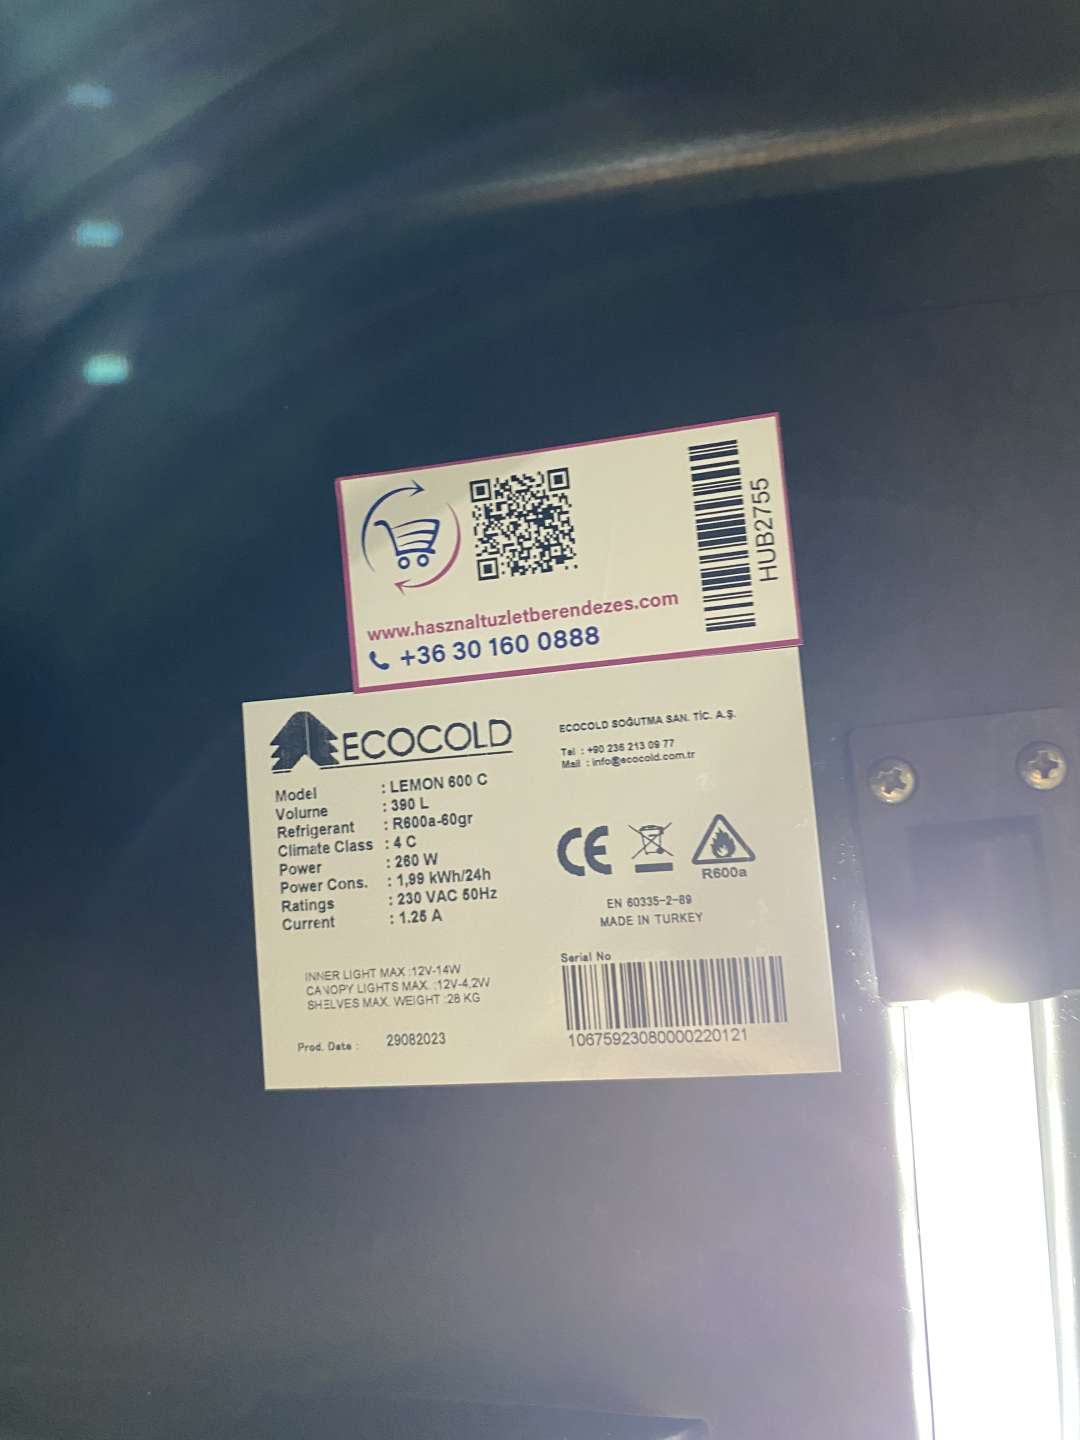 HUB2755
www.hasznaltuzletberendezes.com
+36 30 160 0888
ECOCOLD
Model : LEMON 600 C
Volume : 390 L
Refrigerant : R600a-60gr
Climate Class : 4 C
Power : 260 W
Power Cons. : 1,99 kWh/24h
Ratings : 230 VAC 50Hz
Current : 1.25 A
INNER LIGHT MAX :12V-14W
CANOPY LIGHTS MAX. :12V-4,2W
SHELVES MAX. WEIGHT :28 KG
Prod. Date : 29082023
ECOCOLD SOĞUTMA SAN. TİC. A.Ş.
Tel : +90 236 213 09 77
Mail : info@ecocold.com.tr
CE
R600a
EN 60335-2-89
MADE IN TURKEY
Serial No
10675923080000220121